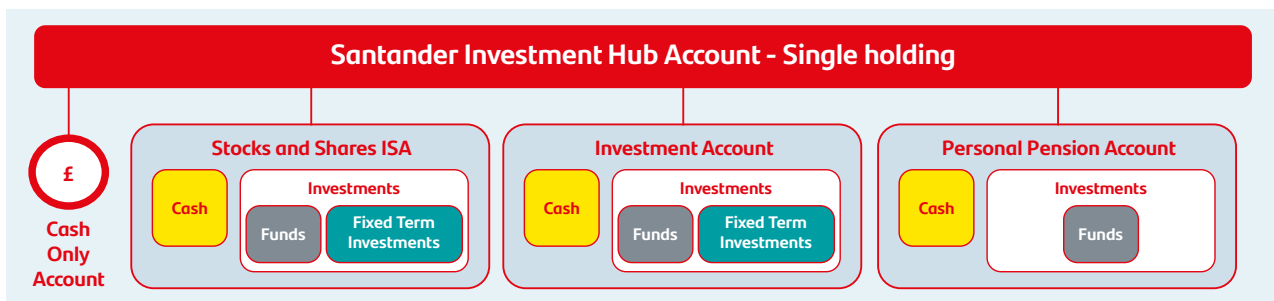 Santander Investment Hub Account - Single holding
£
Cash
Only
Account
Stocks and Shares ISA
Cash
Investments
Funds
Fixed Term
Investments
Investment Account
Cash
Investments
Funds
Fixed Term
Investments
Personal Pension Account
Cash
Investments
Funds